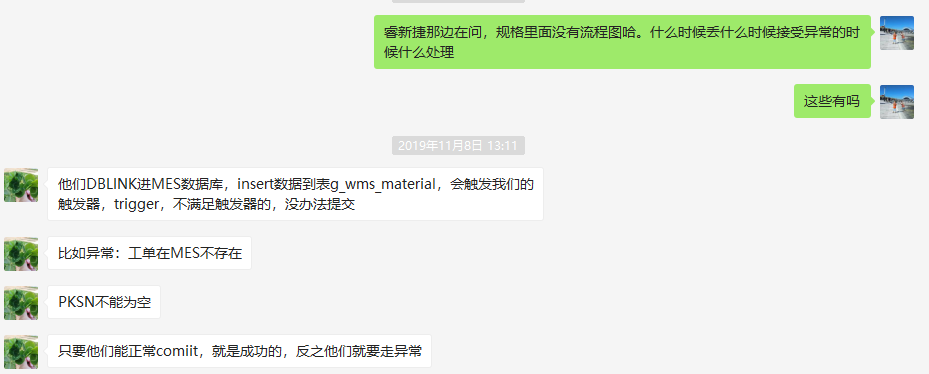 睿新捷那边在问，规格里面没有流程图哈。什么时候丢什么时候接受异常的时
候什么处理
这些有吗
2019年11月8日 13:11
他们DBLINK进MES数据库，insert数据到表g_wms_material，会触发我们的
触发器，trigger，不满足触发器的，没办法提交
比如异常：工单在MES不存在
PKSN不能为空
只要他们能正常comiit，就是成功的，反之他们就要走异常